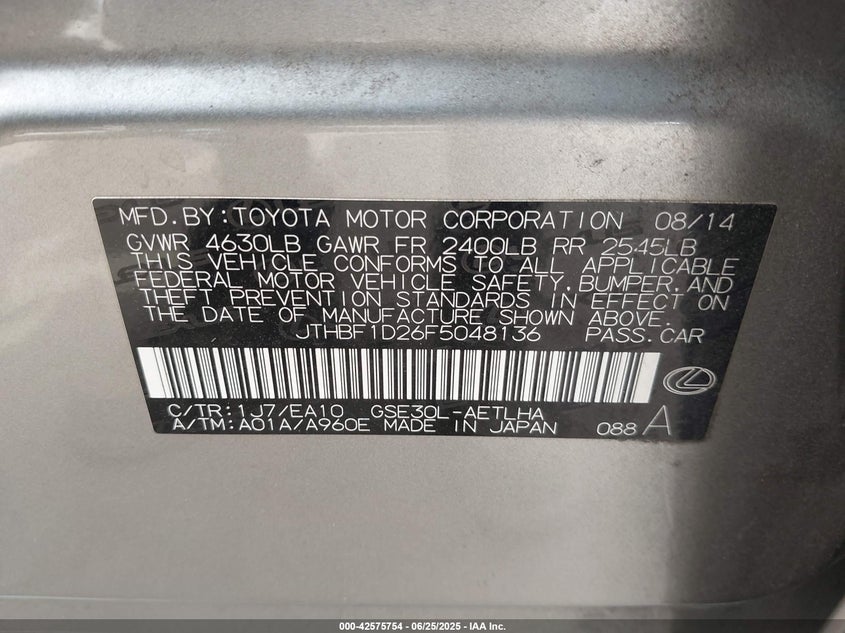 MFD.BY:TOYOTA MOTOR CORPORATION 08/14
GVWR 4630LB GAWR FR 2400LB RR 2545LB
THIS VEHICLE CONFORMS TO ALL APPLICABLE
FEDERAL MOTOR VEHICLE SAFETY,BUMPER,AND
THEFT PREVENTION STANDARDS IN EFFECT ON
THE DATE OF MANUFACTURE SHOWN ABOVE.
JTHBF1D26F5048136 PASS.CAR
C/TR:1J7/EA10 GSE30L-AETLHA
A/TM:A01A/A960E MADE IN JAPAN 088 A
000-42575754 - 06/25/2025 - IAA Inc.